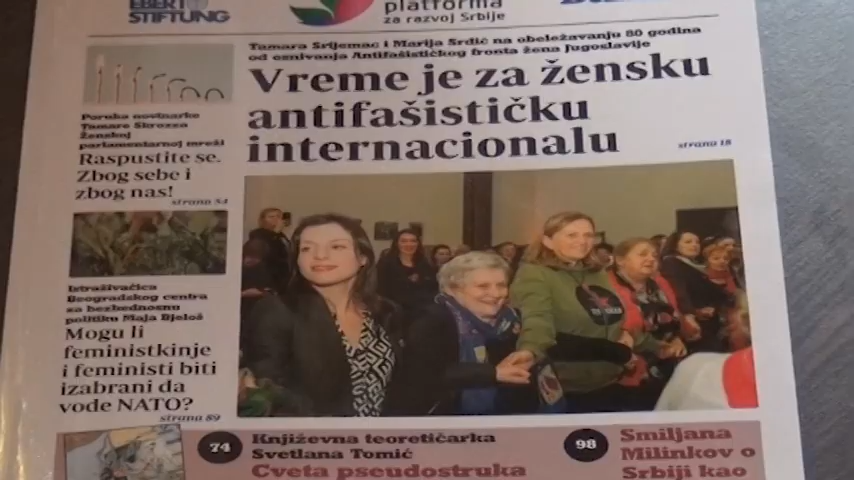 EBERT
STIFTUNG
platforma
za razvoj Srbije
Tamara Srijemac i Marija Srdić na obeležavanju 80 godina
od osnivanja Antifašističkog fronta žena Jugoslavije
Vreme je za žensku
antifašističku
internacionalu
strana 18
Poruka novinarke
Tamare Skrozza
Ženskoj
parlamentarnoj mreži
Raspustite se.
Zbog sebe i
zbog nas!
strana 54
Istraživačica
Beogradskog centra
za bezbednosnu
politiku Maja Bjeloš
Mogu li
feministkinje
i feministi biti
izabrani da
vode NATO?
strana 89
74
Književna teoretičarka
Svetlana Tomić
Cveta pseudostruka
98
Smiljana
Milinkov o
Srbiji kao